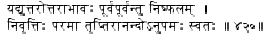 यद्युत्तरोत्तराभावः पूर्वपूर्वन्तु निष्फलम् ।
निवृत्तिः परमा तृप्तिरानन्दोऽनुपमः स्वतः ॥ ४२०॥